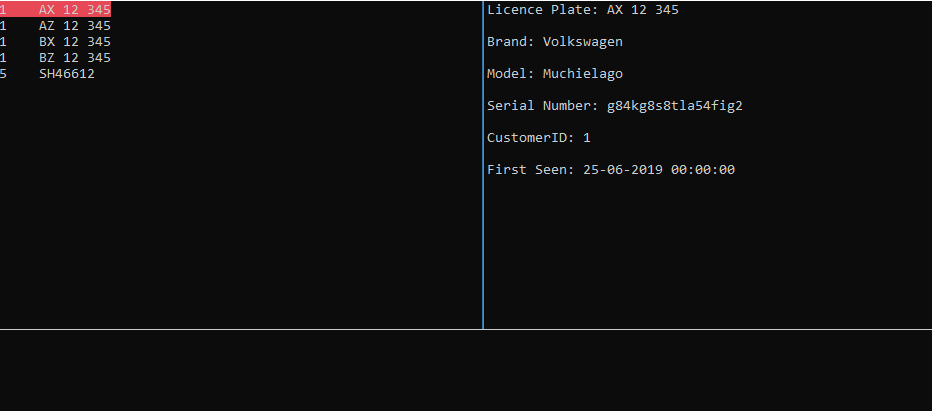 1 AX 12 345
1 AZ 12 345
1 BX 12 345
1 BZ 12 345
5 SH46612
Licence Plate: AX 12 345
Brand: Volkswagen
Model: Muchielago
Serial Number: g84kg8s8tla54fig2
CustomerID: 1
First Seen: 25-06-2019 00:00:00